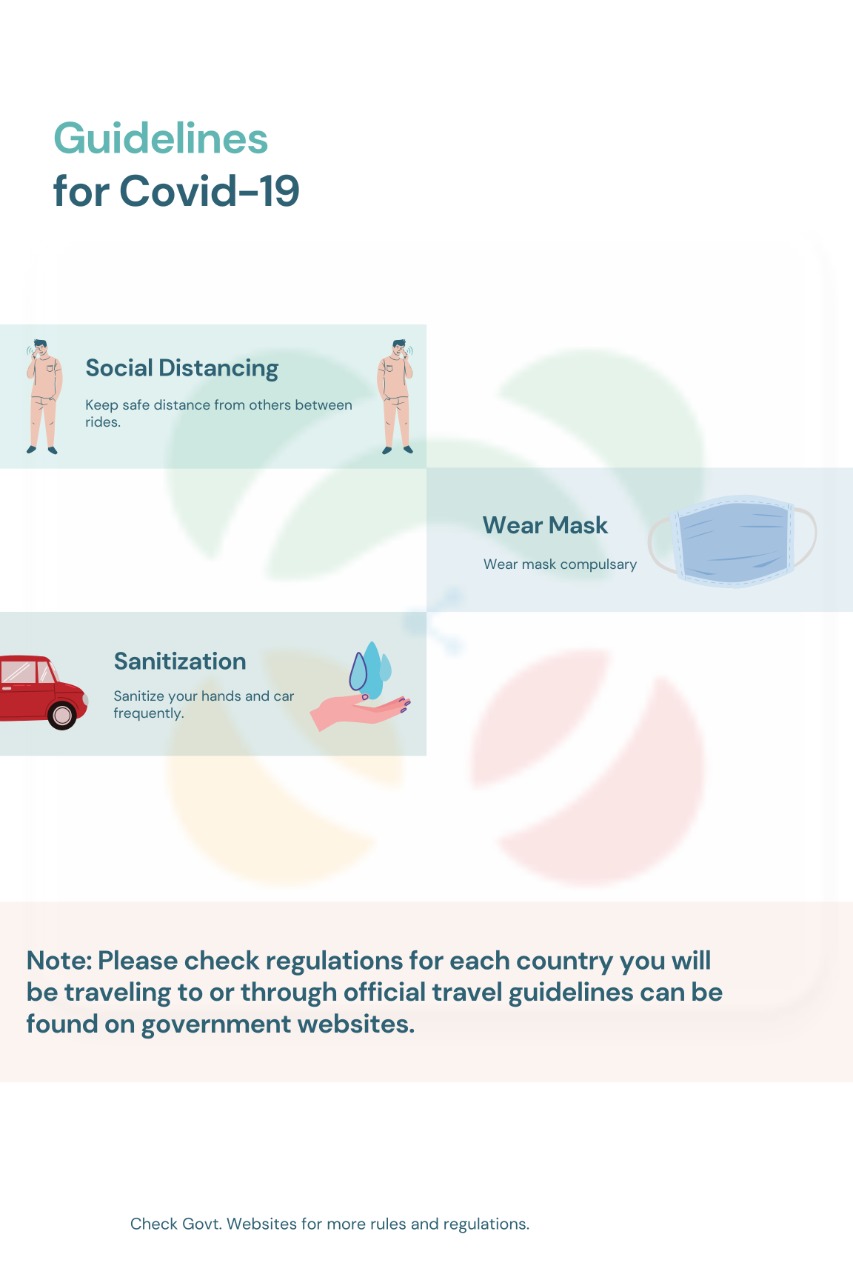 Guidelines
for Covid-19
Social Distancing
Keep safe distance from others between
rides.
Wear Mask
Wear mask compulsary
Sanitization
Sanitize your hands and car
frequently.
Note: Please check regulations for each country you will
be traveling to or through official travel guidelines can be
found on government websites.
Check Govt. Websites for more rules and regulations.